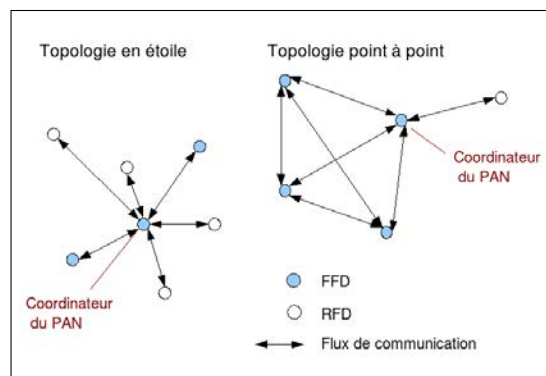 Topologie en étoile
Topologie point à point
Coordinateur
du PAN
Coordinateur
du PAN
FFD
RFD
Flux de communication